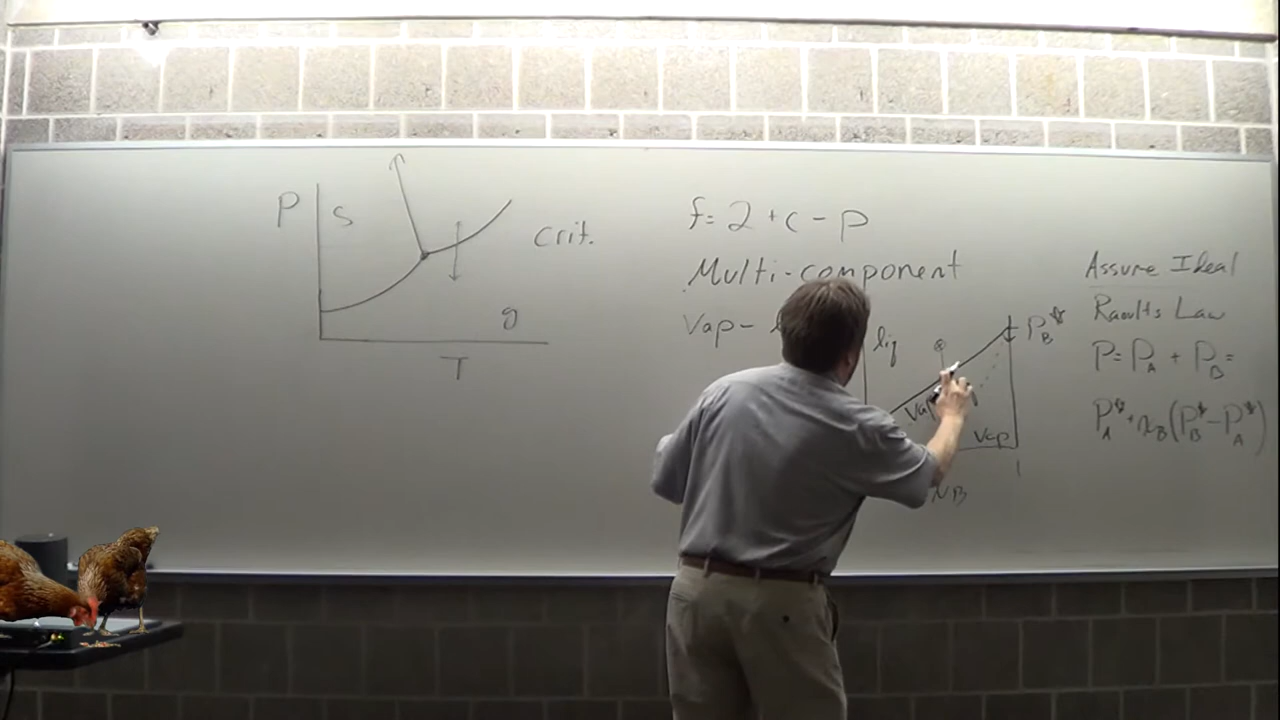 P
S
Crit.
g
T
f = 2 + c - p
Multi-component
Vap-
liq
P_B*
Vap
Vap
1
Assume Ideal
Raoults Law
P = P_A + P_B =
P_A* + x_B (P_B* - P_A*)